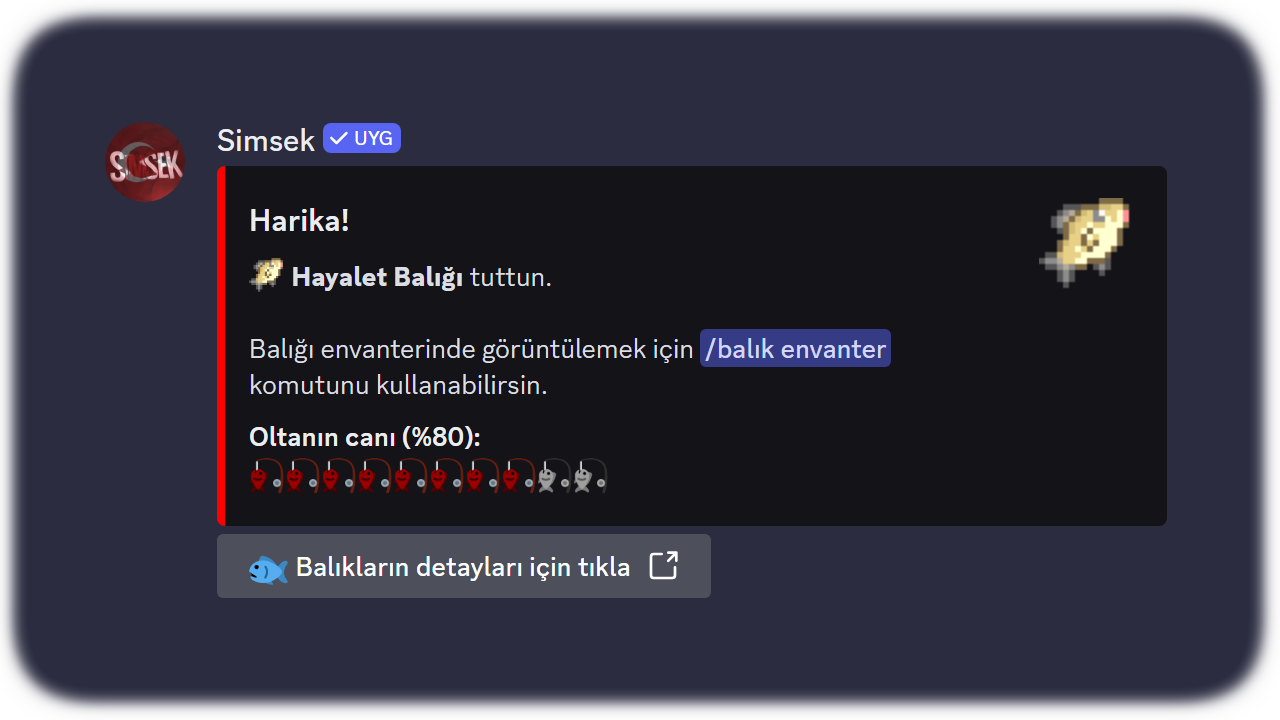 SIMSEK
Simsek UYG
Harika!
Hayalet Balığı tuttun.
Balığı envanterinde görüntülemek için /balık envanter
komutunu kullanabilirsin.
Oltanın canı (%80):
Balıkların detayları için tıkla